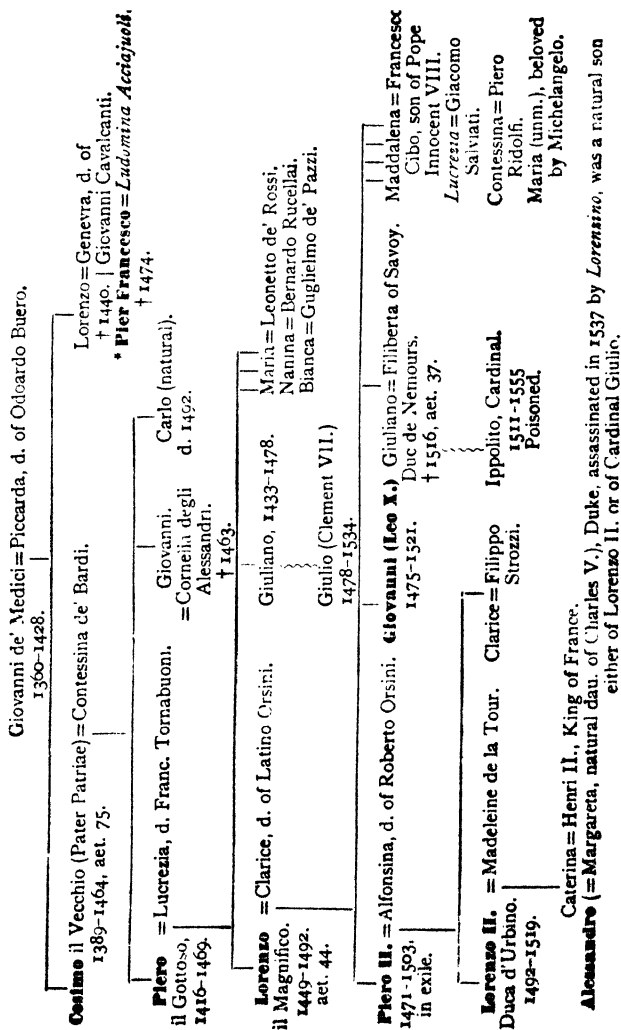 Giovanni de' Medici=Piccarda, d. of Odoardo Buero.
1360-1428.
Cosimo il Vecchio (Pater Patriae)=Contessina de' Bardi.
1389-1464, aet. 75.
Lorenzo=Genevra, d. of
†1440. | Giovanni Cavalcanti.
* Pier Francesco=Ludomina Acciajuoli.
†1474.
Piero =Lucrezia, d. Franc. Tornabuoni.
il Gottoso,
1416-1469.
Giovanni.
=Cornelia degli
Alessandri.
†1463.
Carlo (natural).
d. 1492.
Lorenzo =Clarice, d. of Latino Orsini.
il Magnifico.
1449-1492.
aet. 44.
Giuliano, 1433-1478.
Giulio (Clement VII.)
1478-1534.
Maria=Leonetto de' Rossi.
Nanina=Bernardo Rucellai.
Bianca=Guglielmo de' Pazzi.
Piero II.=Alfonsina, d. of Roberto Orsini.
1471-1503,
in exile.
Giovanni (Leo X.)
1475-1521.
Giuliano=Filiberta of Savoy.
Duc de Nemours.
†1516, aet. 37.
Maddalena=Francesco
Cibo, son of Pope
Innocent VIII.
Lucrezia=Giacomo
Salviati.
Contessina=Piero
Ridolfi.
Maria (unm.), beloved
by Michelangelo.
Lorenzo II. =Madeleine de la Tour.
Duca d'Urbino.
1492-1519.
Clarice=Filippo
Strozzi.
Ippolito, Cardinal.
1511-1555
Poisoned.
Caterina=Henri II., King of France.
Alessandro (=Margareta, natural dau. of Charles V.), Duke, assassinated in 1537 by Lorenzino, was a natural son
either of Lorenzo II. or of Cardinal Giulio.